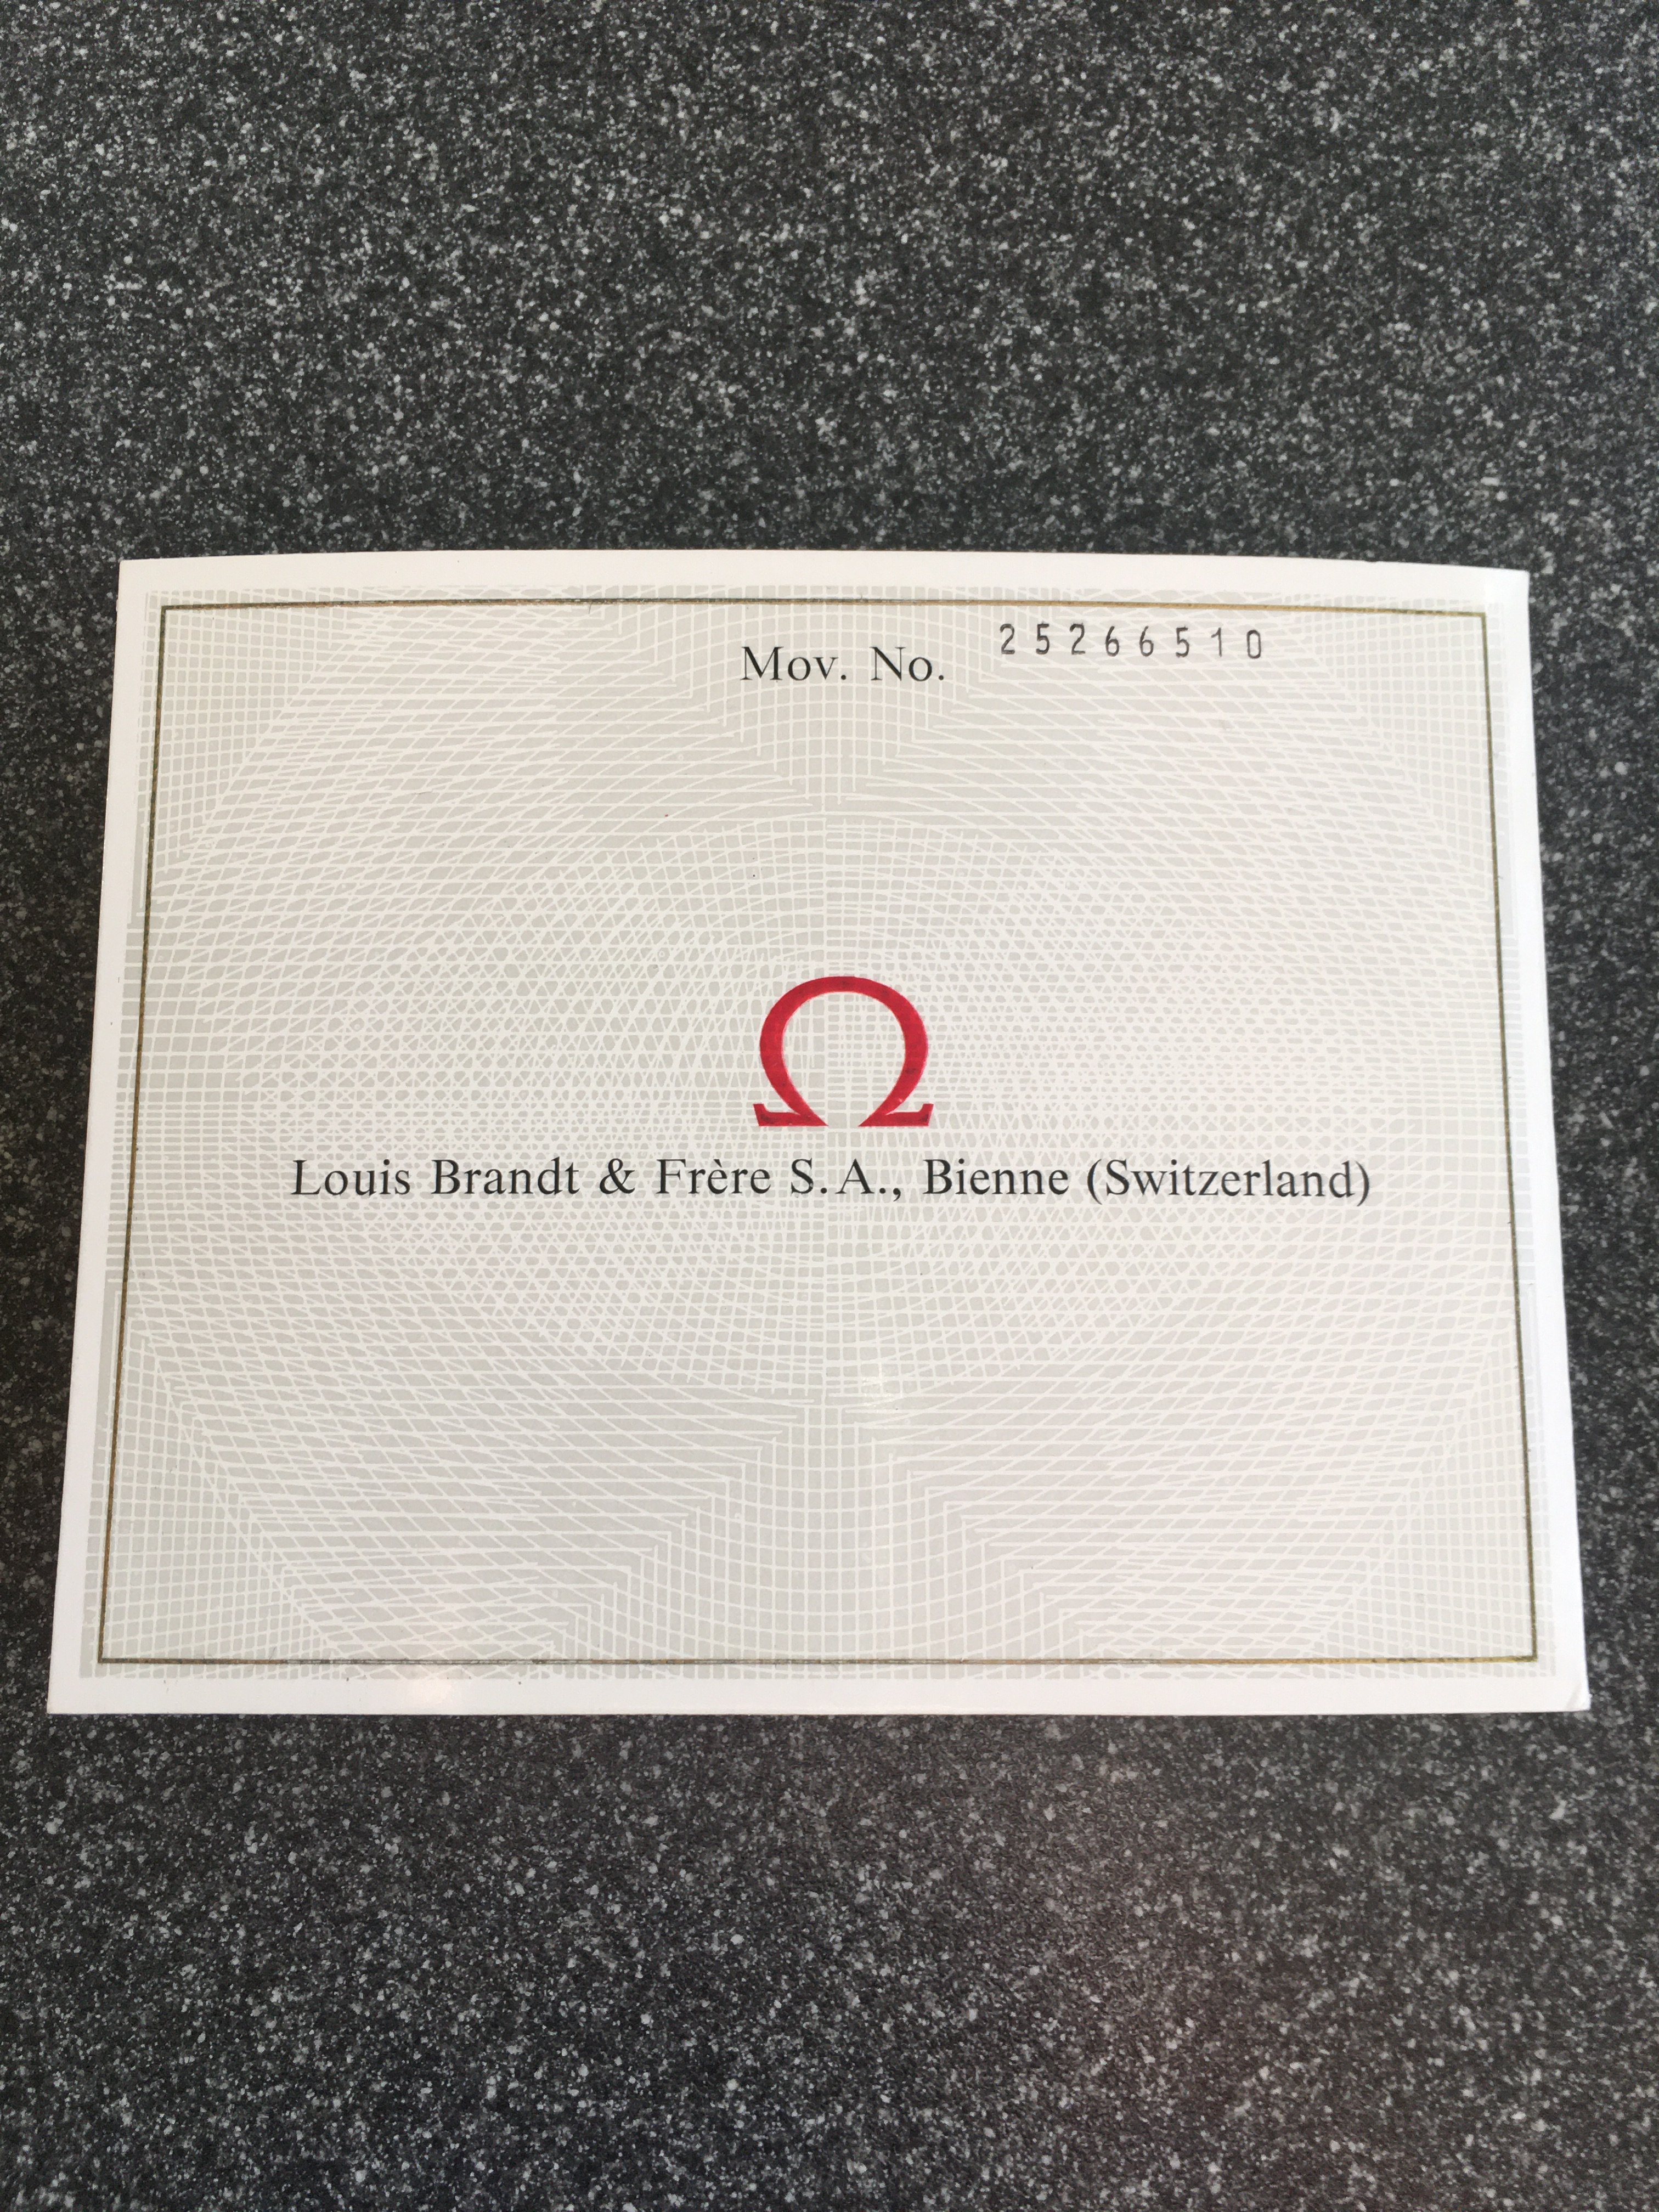 Mov. No. 25266510
Ω
Louis Brandt & Frère S.A., Bienne (Switzerland)